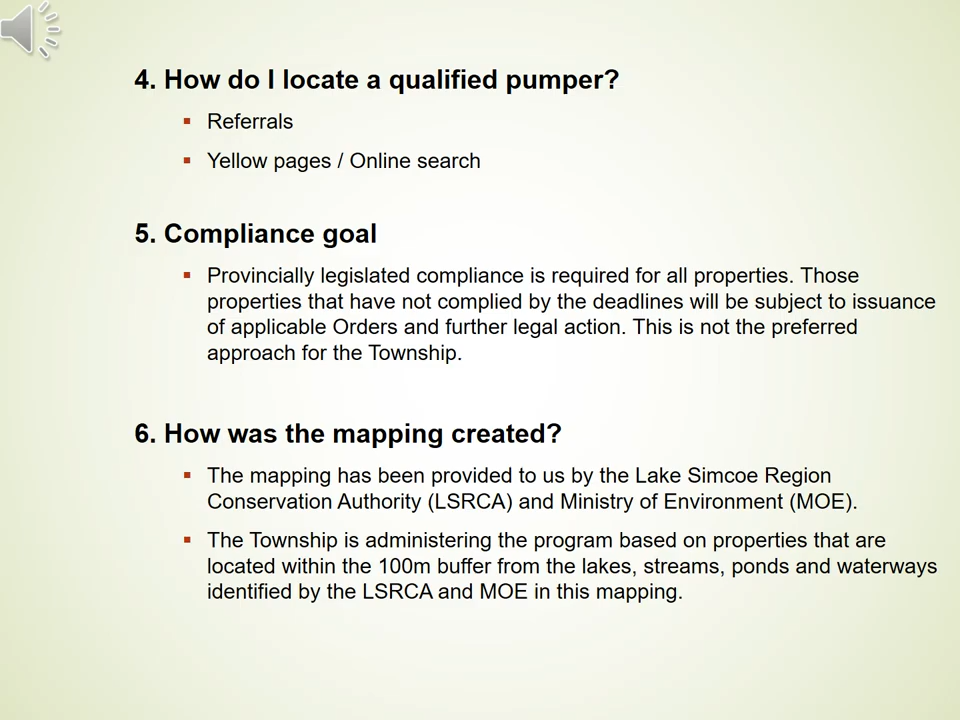 4. How do I locate a qualified pumper?
▪ Referrals
▪ Yellow pages / Online search
5. Compliance goal
▪ Provincially legislated compliance is required for all properties. Those
properties that have not complied by the deadlines will be subject to issuance
of applicable Orders and further legal action. This is not the preferred
approach for the Township.
6. How was the mapping created?
▪ The mapping has been provided to us by the Lake Simcoe Region
Conservation Authority (LSRCA) and Ministry of Environment (MOE).
▪ The Township is administering the program based on properties that are
located within the 100m buffer from the lakes, streams, ponds and waterways
identified by the LSRCA and MOE in this mapping.